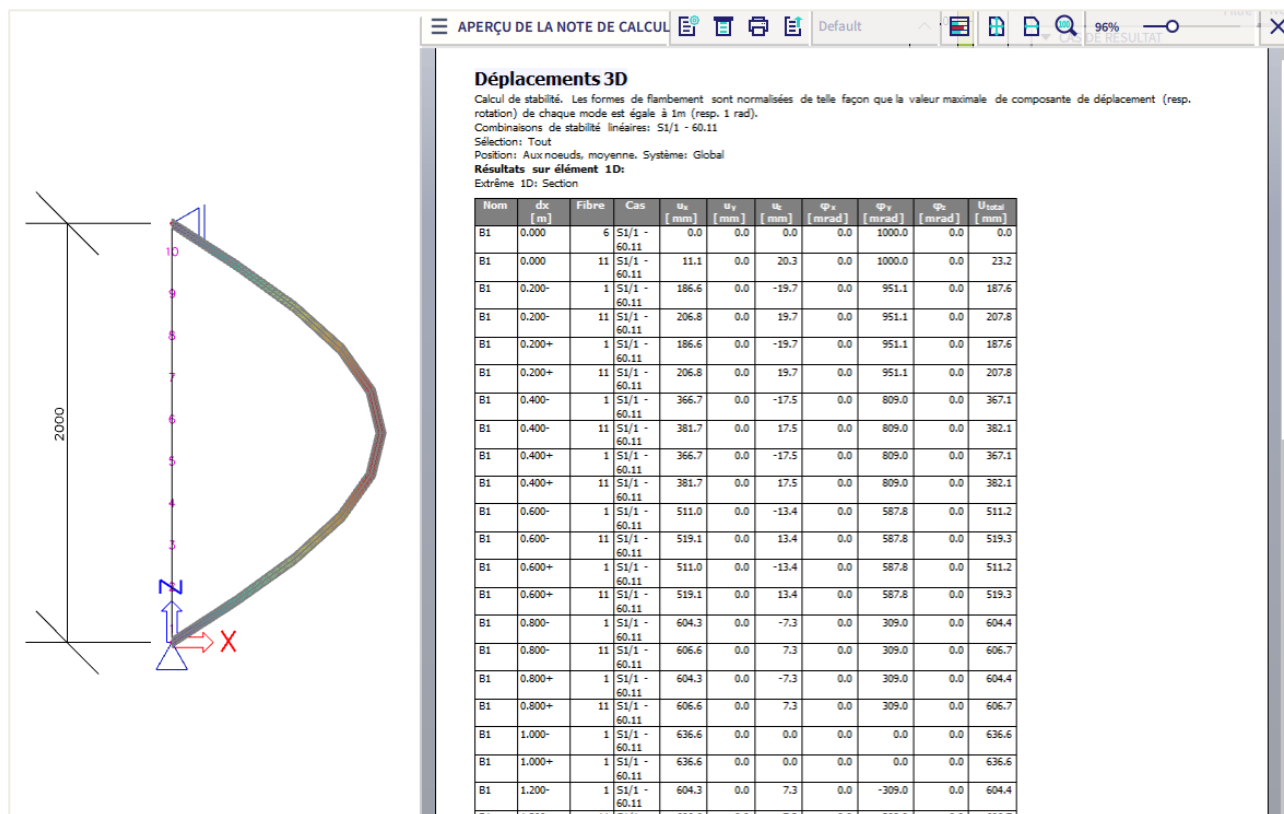 APERÇU DE LA NOTE DE CALCUL
Default
96%
CAS DE RÉSULTAT
Déplacements 3D
Calcul de stabilité. Les formes de flambement sont normalisées de telle façon que la valeur maximale de composante de déplacement (resp.
rotation) de chaque mode est égale à 1m (resp. 1 rad).
Combinaisons de stabilité linéaires: S1/1 - 60.11
Sélection: Tout
Position: Aux noeuds, moyenne. Système: Global
Résultats sur élément 1D:
Extrême 1D: Section
Nom dx Fibre Cas ux uy uz φx φy φz Utotal
[m] [mm] [mm] [mm] [mrad] [mrad] [mrad] [mm]
B1 0.000 6 S1/1 - 0.0 0.0 0.0 0.0 1000.0 0.0 0.0
60.11
B1 0.000 11 S1/1 - 11.1 0.0 20.3 0.0 1000.0 0.0 23.2
60.11
B1 0.200- 1 S1/1 - 186.6 0.0 -19.7 0.0 951.1 0.0 187.6
60.11
B1 0.200- 11 S1/1 - 206.8 0.0 19.7 0.0 951.1 0.0 207.8
60.11
B1 0.200+ 1 S1/1 - 186.6 0.0 -19.7 0.0 951.1 0.0 187.6
60.11
B1 0.200+ 11 S1/1 - 206.8 0.0 19.7 0.0 951.1 0.0 207.8
60.11
B1 0.400- 1 S1/1 - 366.7 0.0 -17.5 0.0 809.0 0.0 367.1
60.11
B1 0.400- 11 S1/1 - 381.7 0.0 17.5 0.0 809.0 0.0 382.1
60.11
B1 0.400+ 1 S1/1 - 366.7 0.0 -17.5 0.0 809.0 0.0 367.1
60.11
B1 0.400+ 11 S1/1 - 381.7 0.0 17.5 0.0 809.0 0.0 382.1
60.11
B1 0.600- 1 S1/1 - 511.0 0.0 -13.4 0.0 587.8 0.0 511.2
60.11
B1 0.600- 11 S1/1 - 519.1 0.0 13.4 0.0 587.8 0.0 519.3
60.11
B1 0.600+ 1 S1/1 - 511.0 0.0 -13.4 0.0 587.8 0.0 511.2
60.11
B1 0.600+ 11 S1/1 - 519.1 0.0 13.4 0.0 587.8 0.0 519.3
60.11
B1 0.800- 1 S1/1 - 604.3 0.0 -7.3 0.0 309.0 0.0 604.4
60.11
B1 0.800- 11 S1/1 - 606.6 0.0 7.3 0.0 309.0 0.0 606.7
60.11
B1 0.800+ 1 S1/1 - 604.3 0.0 -7.3 0.0 309.0 0.0 604.4
60.11
B1 0.800+ 11 S1/1 - 606.6 0.0 7.3 0.0 309.0 0.0 606.7
60.11
B1 1.000- 1 S1/1 - 636.6 0.0 0.0 0.0 0.0 0.0 636.6
60.11
B1 1.000+ 1 S1/1 - 636.6 0.0 0.0 0.0 0.0 0.0 636.6
60.11
B1 1.200- 1 S1/1 - 604.3 0.0 7.3 0.0 -309.0 0.0 604.4
60.11
10
9
8
7
6
5
4
3
2000
Z
X